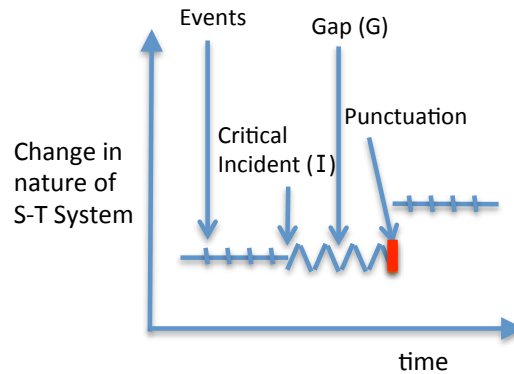 Events
Gap (G)
Punctuation
Critical
Incident (I)
Change in
nature of
S-T System
time